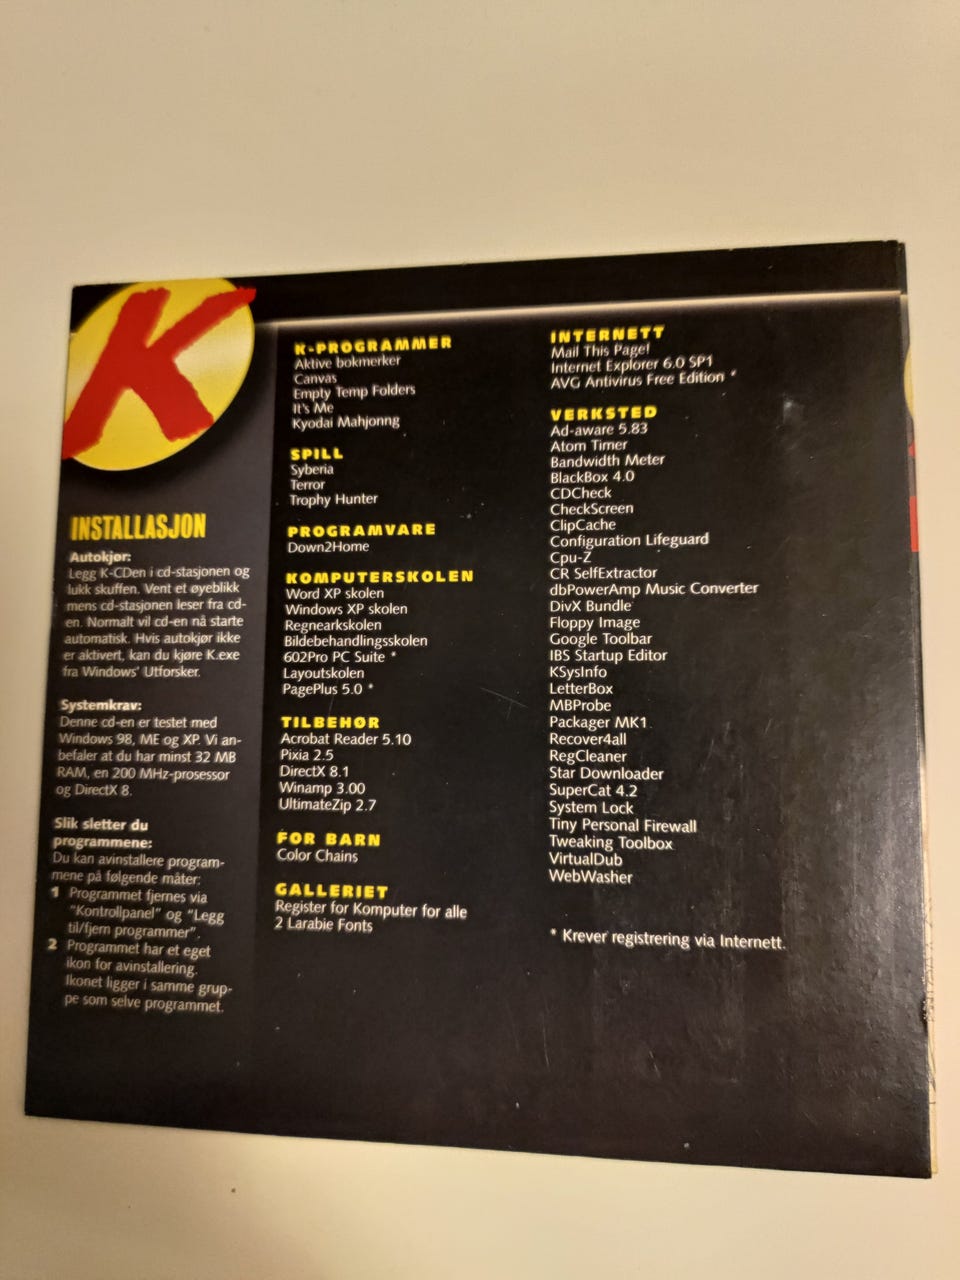 K
INSTALLASJON
Autokjør:
Legg K-CDen i cd-stasjonen og
lukk skuffen. Vent et øyeblikk
mens cd-stasjonen leser fra cd-
en. Normalt vil cd-en nå starte
automatisk. Hvis autokjør ikke
er aktivert, kan du kjøre K.exe
fra Windows' Utforsker.
Systemkrav:
Denne cd-en er testet med
Windows 98, ME og XP. Vi an-
befaler at du har minst 32 MB
RAM, en 200 MHz-prosessor
og DirectX 8.
Slik sletter du
programmene:
Du kan avinstallere program-
mene på følgende måter:
1 Programmet fjernes via
"Kontrollpanel" og "Legg
til/fjern programmer".
2 Programmet har et eget
ikon for avinstallering.
Ikonet ligger i samme grup-
pe som selve programmet.
K-PROGRAMMER
Aktive bokmerker
Canvas
Empty Temp Folders
It's Me
Kyodai Mahjonng
SPILL
Syberia
Terror
Trophy Hunter
PROGRAMVARE
Down2Home
KOMPUTERSKOLEN
Word XP skolen
Windows XP skolen
Regnearkskolen
Bildebehandlingsskolen
602Pro PC Suite *
Layoutskolen
PagePlus 5.0 *
TILBEHØR
Acrobat Reader 5.10
Pixia 2.5
DirectX 8.1
Winamp 3.00
UltimateZip 2.7
FOR BARN
Color Chains
GALLERIET
Register for Komputer for alle
2 Larabie Fonts
INTERNETT
Mail This Page!
Internet Explorer 6.0 SP1
AVG Antivirus Free Edition *
VERKSTED
Ad-aware 5.83
Atom Timer
Bandwidth Meter
BlackBox 4.0
CDCheck
CheckScreen
ClipCache
Configuration Lifeguard
Cpu-Z
CR SelfExtractor
dbPowerAmp Music Converter
DivX Bundle
Floppy Image
Google Toolbar
IBS Startup Editor
KSysInfo
LetterBox
MBProbe
Packager MK1
Recover4all
RegCleaner
Star Downloader
SuperCat 4.2
System Lock
Tiny Personal Firewall
Tweaking Toolbox
VirtualDub
WebWasher
* Krever registrering via Internett.